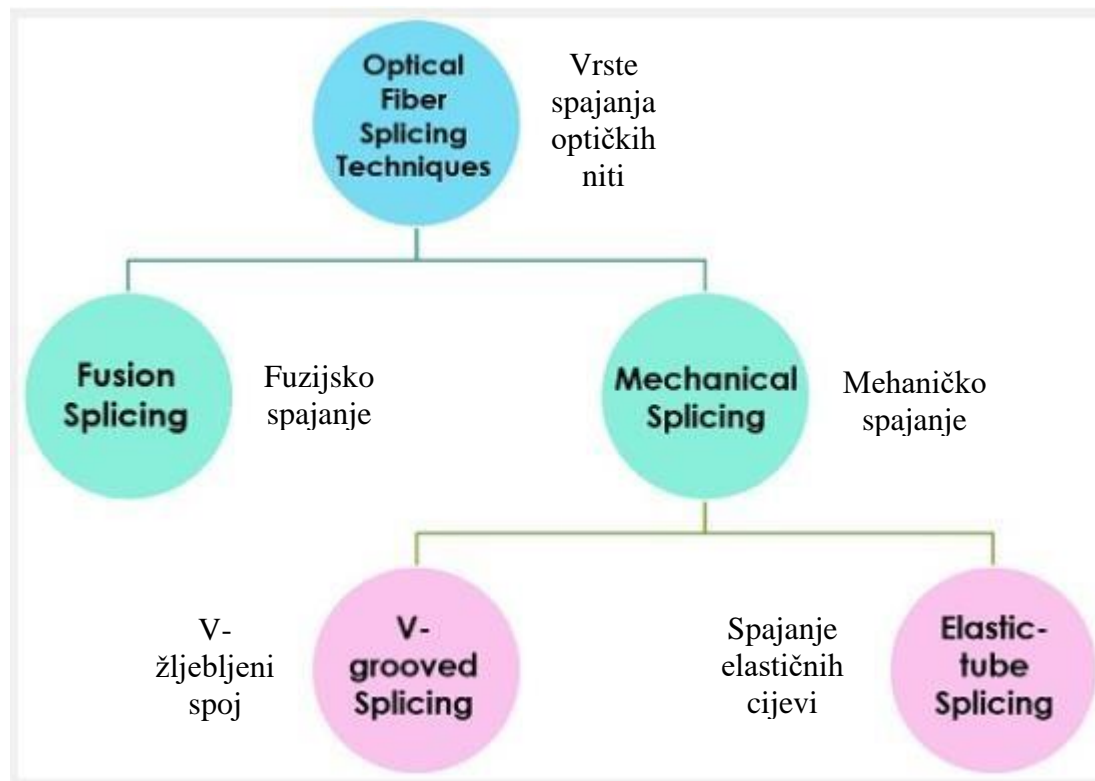 Optical
Fiber
Splicing
Techniques
Vrste
spajanja
optičkih
niti
Fusion
Splicing
Fuzijsko
spajanje
Mechanical
Splicing
Mehaničko
spajanje
V-
žljebljeni
spoj
V-
grooved
Splicing
Spajanje
elastičnih
cijevi
Elastic-
tube
Splicing